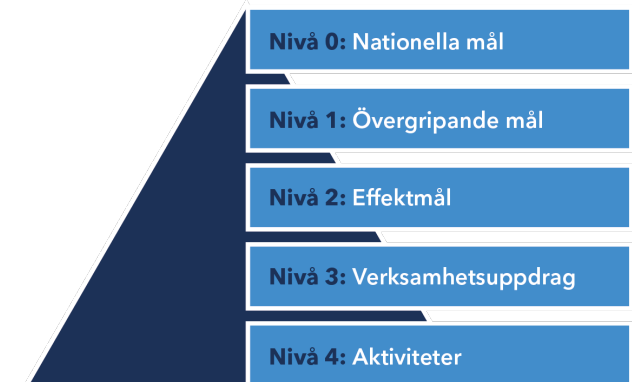 Nivå 0: Nationella mål
Nivå 1: Övergripande mål
Nivå 2: Effektmål
Nivå 3: Verksamhetsuppdrag
Nivå 4: Aktiviteter